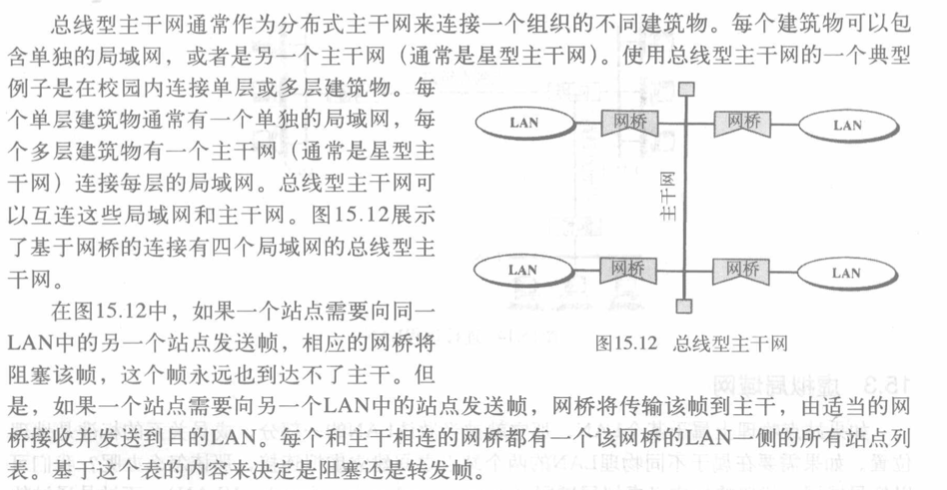 总线型主干网通常作为分布式主干网来连接一个组织的不同建筑物。每个建筑物可以包
含单独的局域网，或者是另一个主干网（通常是星型主干网）。使用总线型主干网的一个典型
例子是在校园内连接单层或多层建筑物。每
个单层建筑物通常有一个单独的局域网，每
个多层建筑物有一个主干网（通常是星型主
干网）连接每层的局域网。总线型主干网可
以互连这些局域网和主干网。图15.12展示
了基于网桥的连接有四个局域网的总线型主
干网。
在图15.12中，如果一个站点需要向同一
LAN中的另一个站点发送帧，相应的网桥将
阻塞该帧，这个帧永远也到达不了主干。但
是，如果一个站点需要向另一个LAN中的站点发送帧，网桥将传输该帧到主干，由适当的网
桥接收并发送到目的LAN。每个和主干相连的网桥都有一个该网桥的LAN一侧的所有站点列
表。基于这个表的内容来决定是阻塞还是转发帧。
LAN 网桥 网桥 LAN
主干网
LAN 网桥 网桥 LAN
图15.12 总线型主干网